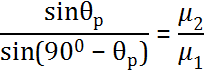 sinθₚ / sin(90⁰ − θₚ) = μ₂ / μ₁